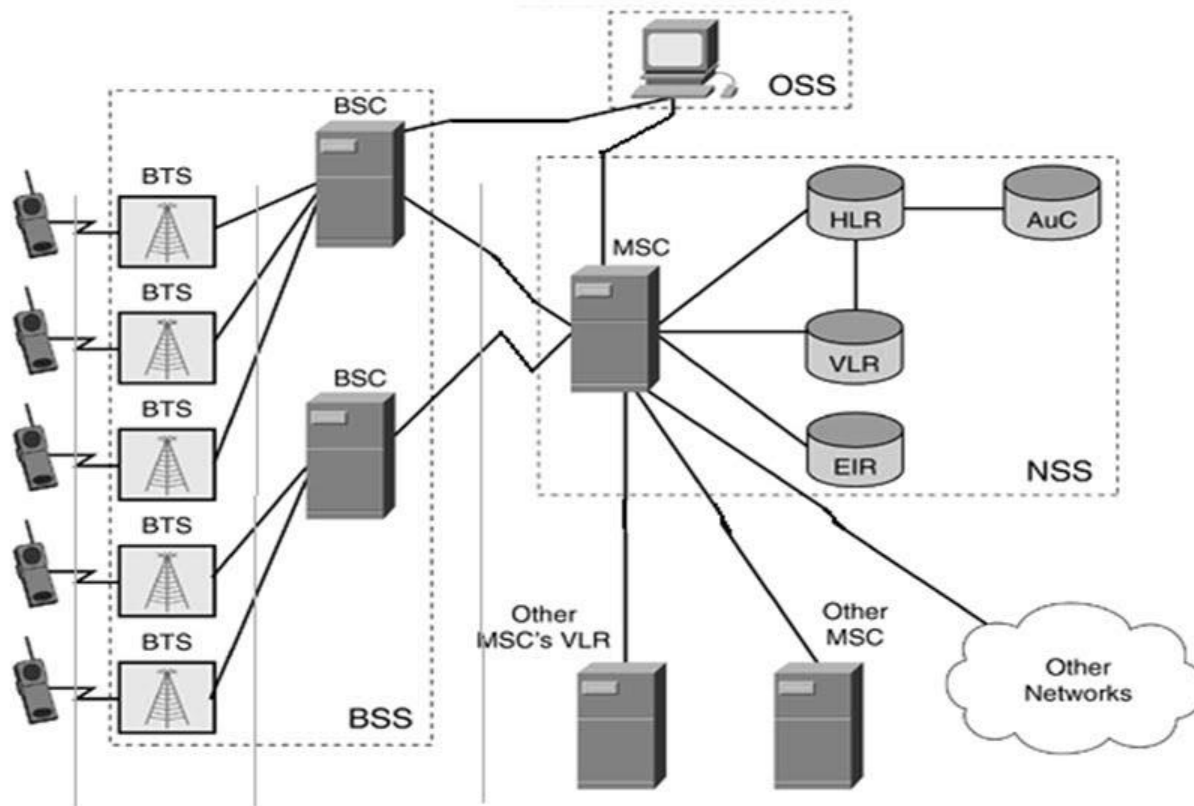 OSS
BSC
BTS
HLR
AuC
MSC
BTS
VLR
BSC
BTS
EIR
NSS
BTS
Other
MSC's VLR
Other
MSC
BTS
Other
Networks
BSS